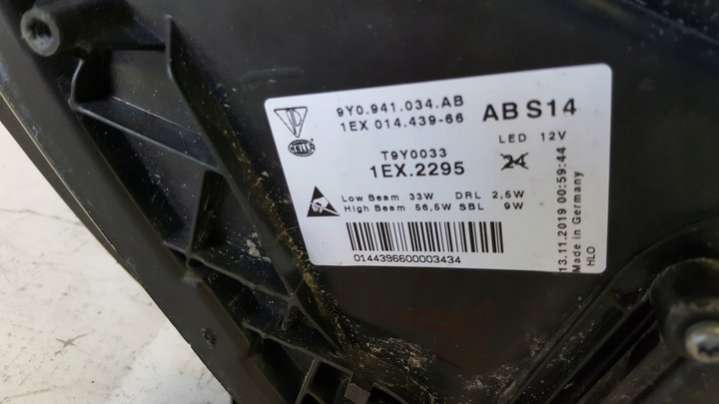 9Y0.941.034.AB
1EX 014.439-66
AB S14
LED 12V
T9Y0033
1EX.2295
Low Beam 33W DRL 2,5W
High Beam 56,5W SBL 9W
0144396600003434
13.11.2019 00:59:44
Made in Germany
HLO